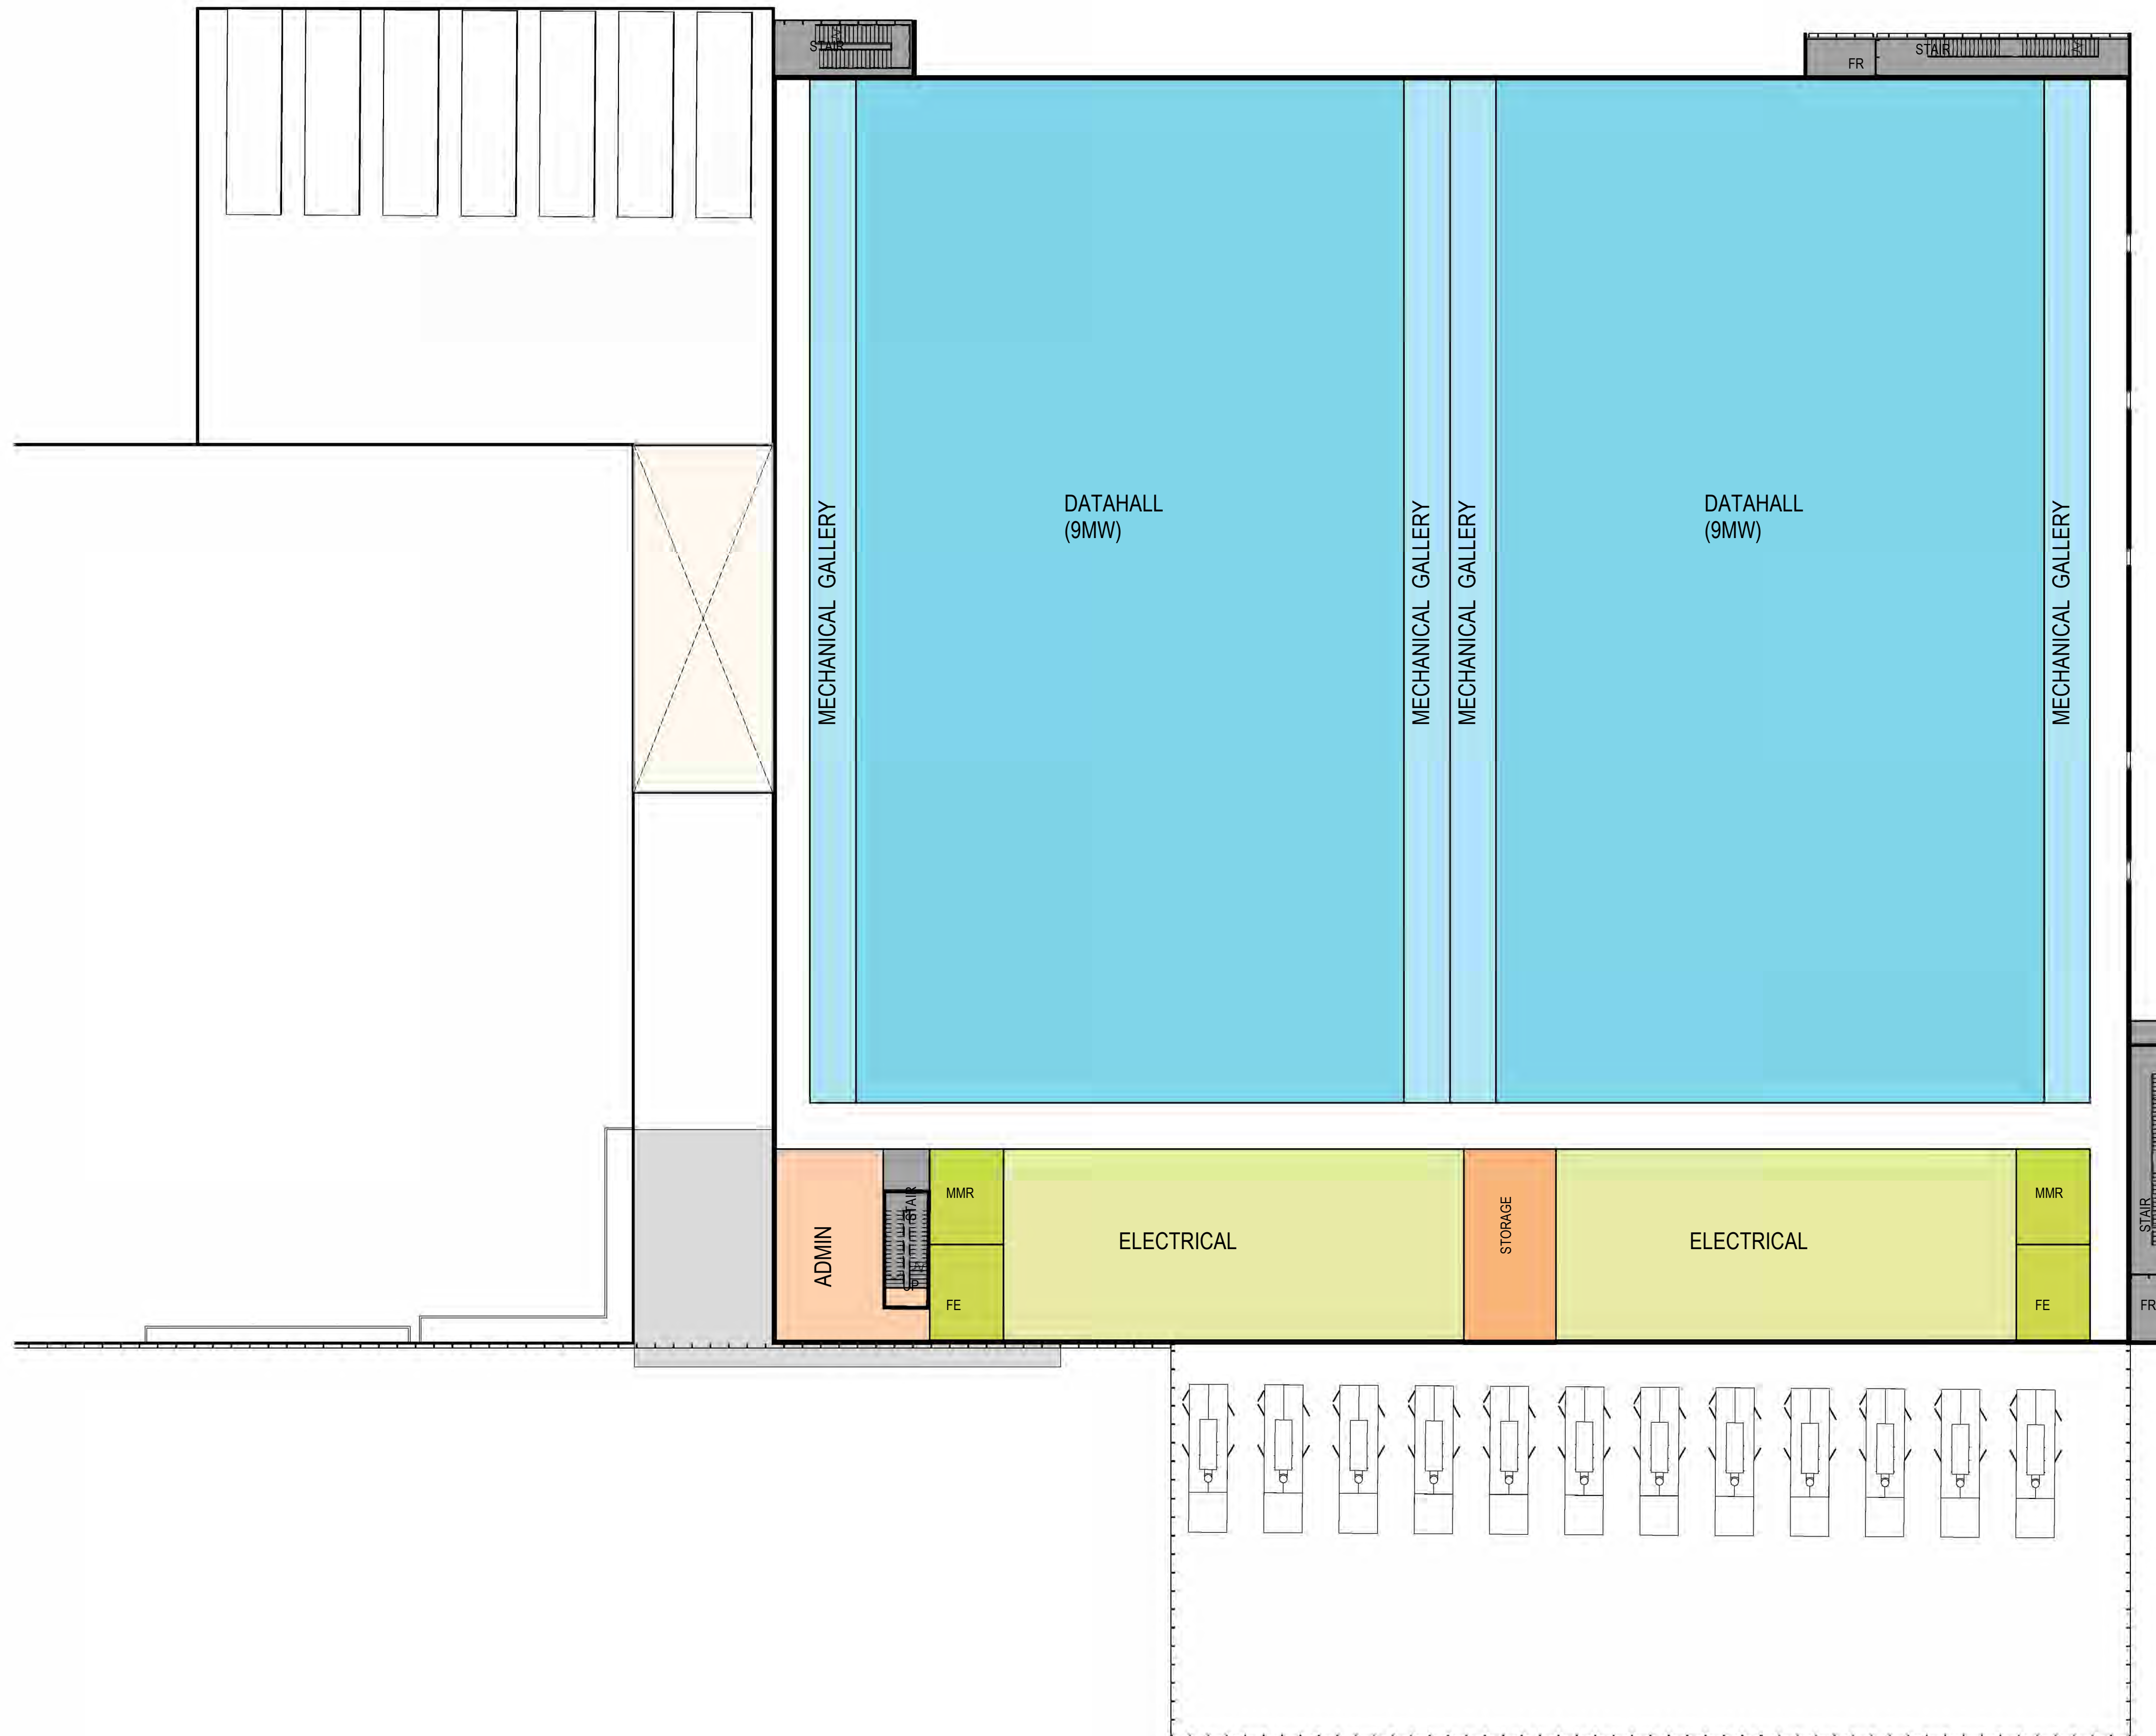 STAIR
FR
STAIR
DATAHALL
(9MW)
DATAHALL
(9MW)
MECHANICAL GALLERY
MECHANICAL GALLERY
MECHANICAL GALLERY
MECHANICAL GALLERY
ADMIN
STAIR
UP
MMR
FE
ELECTRICAL
STORAGE
ELECTRICAL
MMR
FE
STAIR
FR